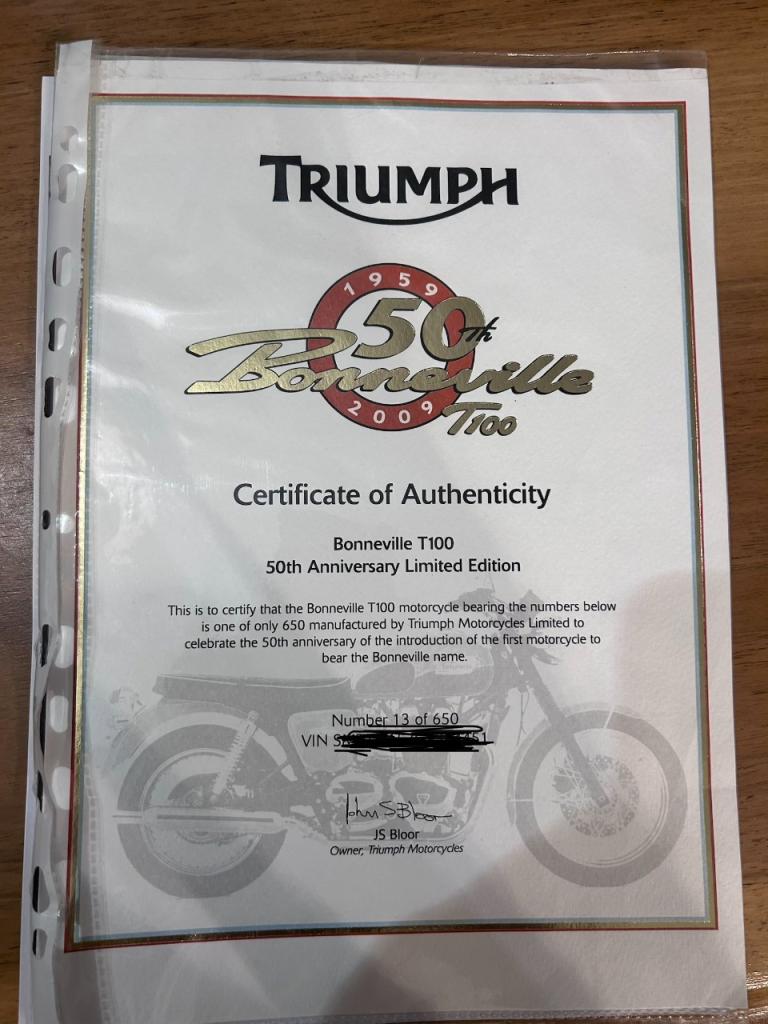 TRIUMPH
1959
50th
Bonneville
2009
T100
Certificate of Authenticity
Bonneville T100
50th Anniversary Limited Edition
This is to certify that the Bonneville T100 motorcycle bearing the numbers below
is one of only 650 manufactured by Triumph Motorcycles Limited to
celebrate the 50th anniversary of the introduction of the first motorcycle to
bear the Bonneville name.
Number 13 of 650
VIN
John S Bloor
JS Bloor
Owner, Triumph Motorcycles